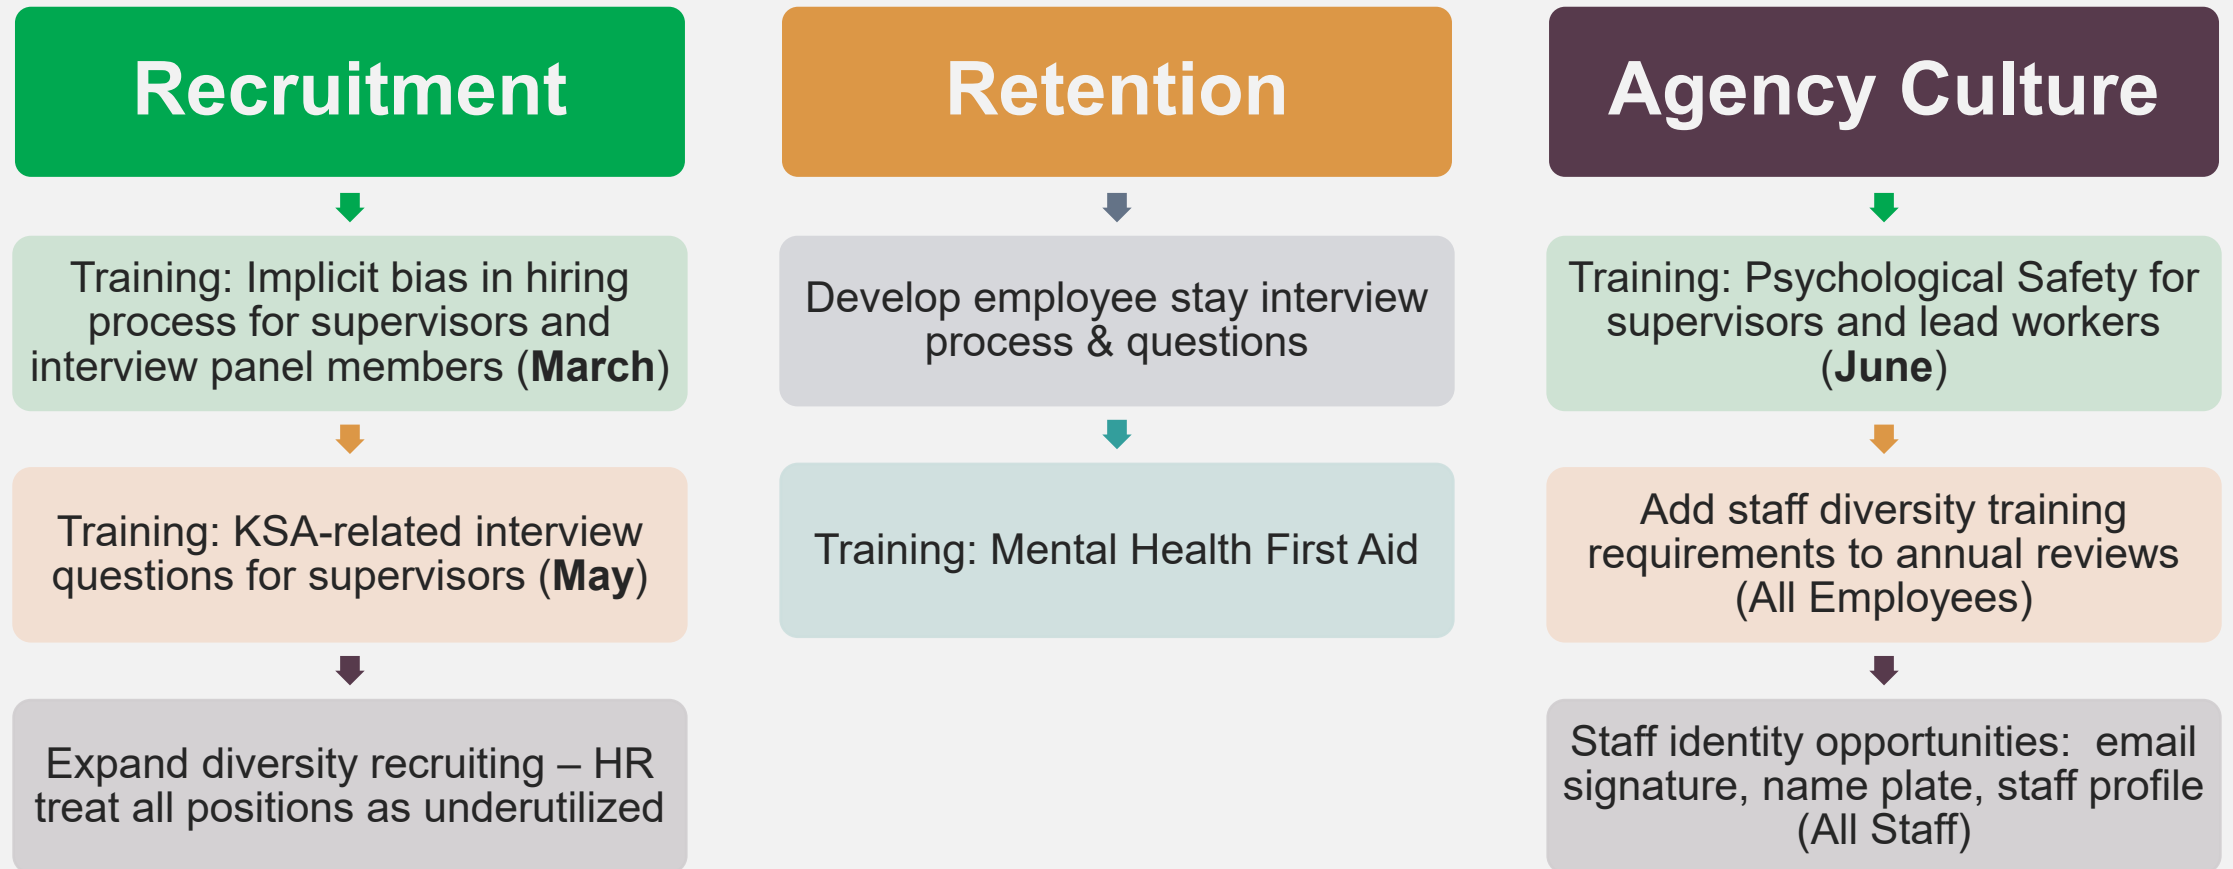 Recruitment
Training: Implicit bias in hiring
process for supervisors and
interview panel members (March)
Training: KSA-related interview
questions for supervisors (May)
Expand diversity recruiting – HR
treat all positions as underutilized
Retention
Develop employee stay interview
process & questions
Training: Mental Health First Aid
Agency Culture
Training: Psychological Safety for
supervisors and lead workers
(June)
Add staff diversity training
requirements to annual reviews
(All Employees)
Staff identity opportunities:  email
signature, name plate, staff profile
(All Staff)